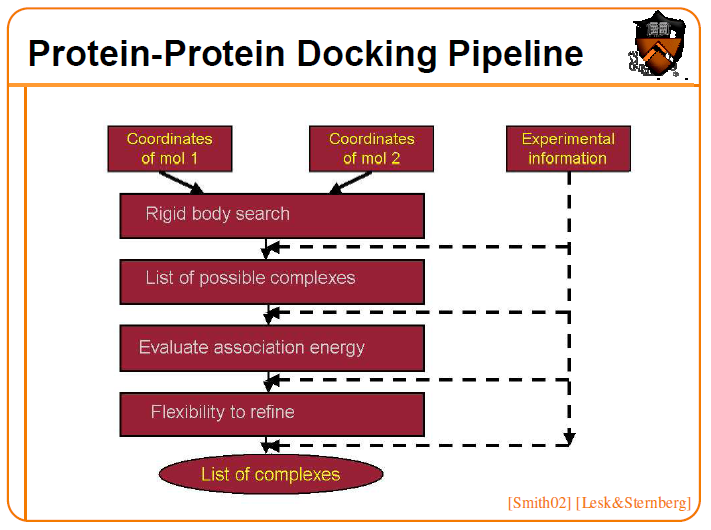 Protein-Protein Docking Pipeline
Coordinates
of mol 1
Coordinates
of mol 2
Experimental
information
Rigid body search
List of possible complexes
Evaluate association energy
Flexibility to refine
List of complexes
[Smith02] [Lesk&Sternberg]